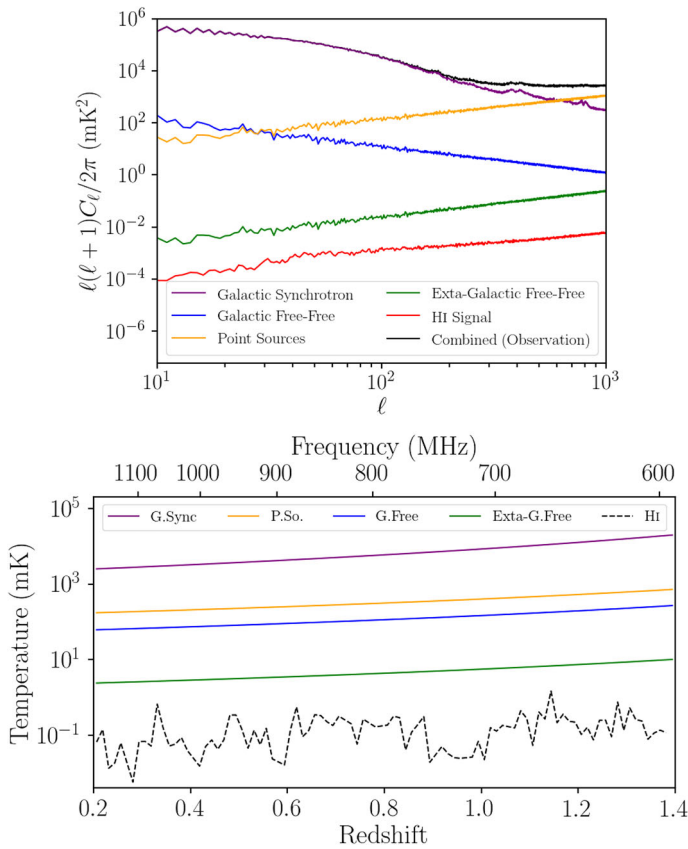 10^6
10^4
10^2
10^0
10^−2
10^−4
10^−6
ℓ(ℓ + 1)C_ℓ/2π (mK^2)
Galactic Synchrotron
Galactic Free-Free
Point Sources
Exta-Galactic Free-Free
HI Signal
Combined (Observation)
10^1 10^2 10^3
ℓ
Frequency (MHz)
1100 1000 900 800 700 600
10^5
10^3
10^1
10^−1
Temperature (mK)
G.Sync P.So. G.Free Exta-G.Free HI
0.2 0.4 0.6 0.8 1.0 1.2 1.4
Redshift